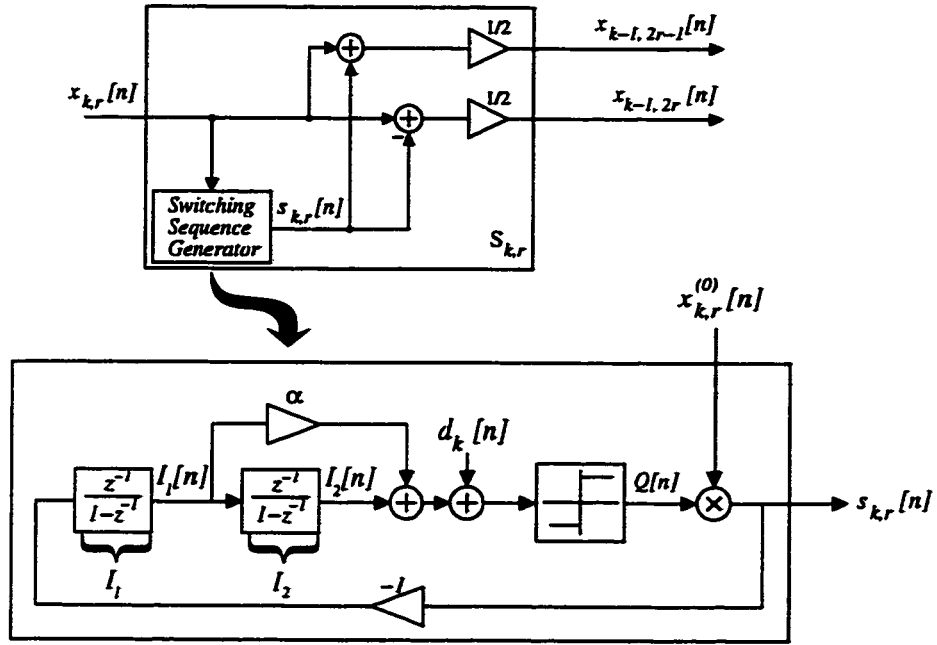 1/2
x_{k-1, 2r-1}[n]
x_{k,r}[n]
1/2
x_{k-1, 2r}[n]
+
+
-
Switching
Sequence
Generator
s_{k,r}[n]
S_{k,r}
x_{k,r}^{(0)}[n]
α
d_k[n]
z^{-1}
1-z^{-1}
I_1[n]
z^{-1}
1-z^{-1}
I_2[n]
+
+
Q[n]
×
s_{k,r}[n]
I_1
I_2
-1